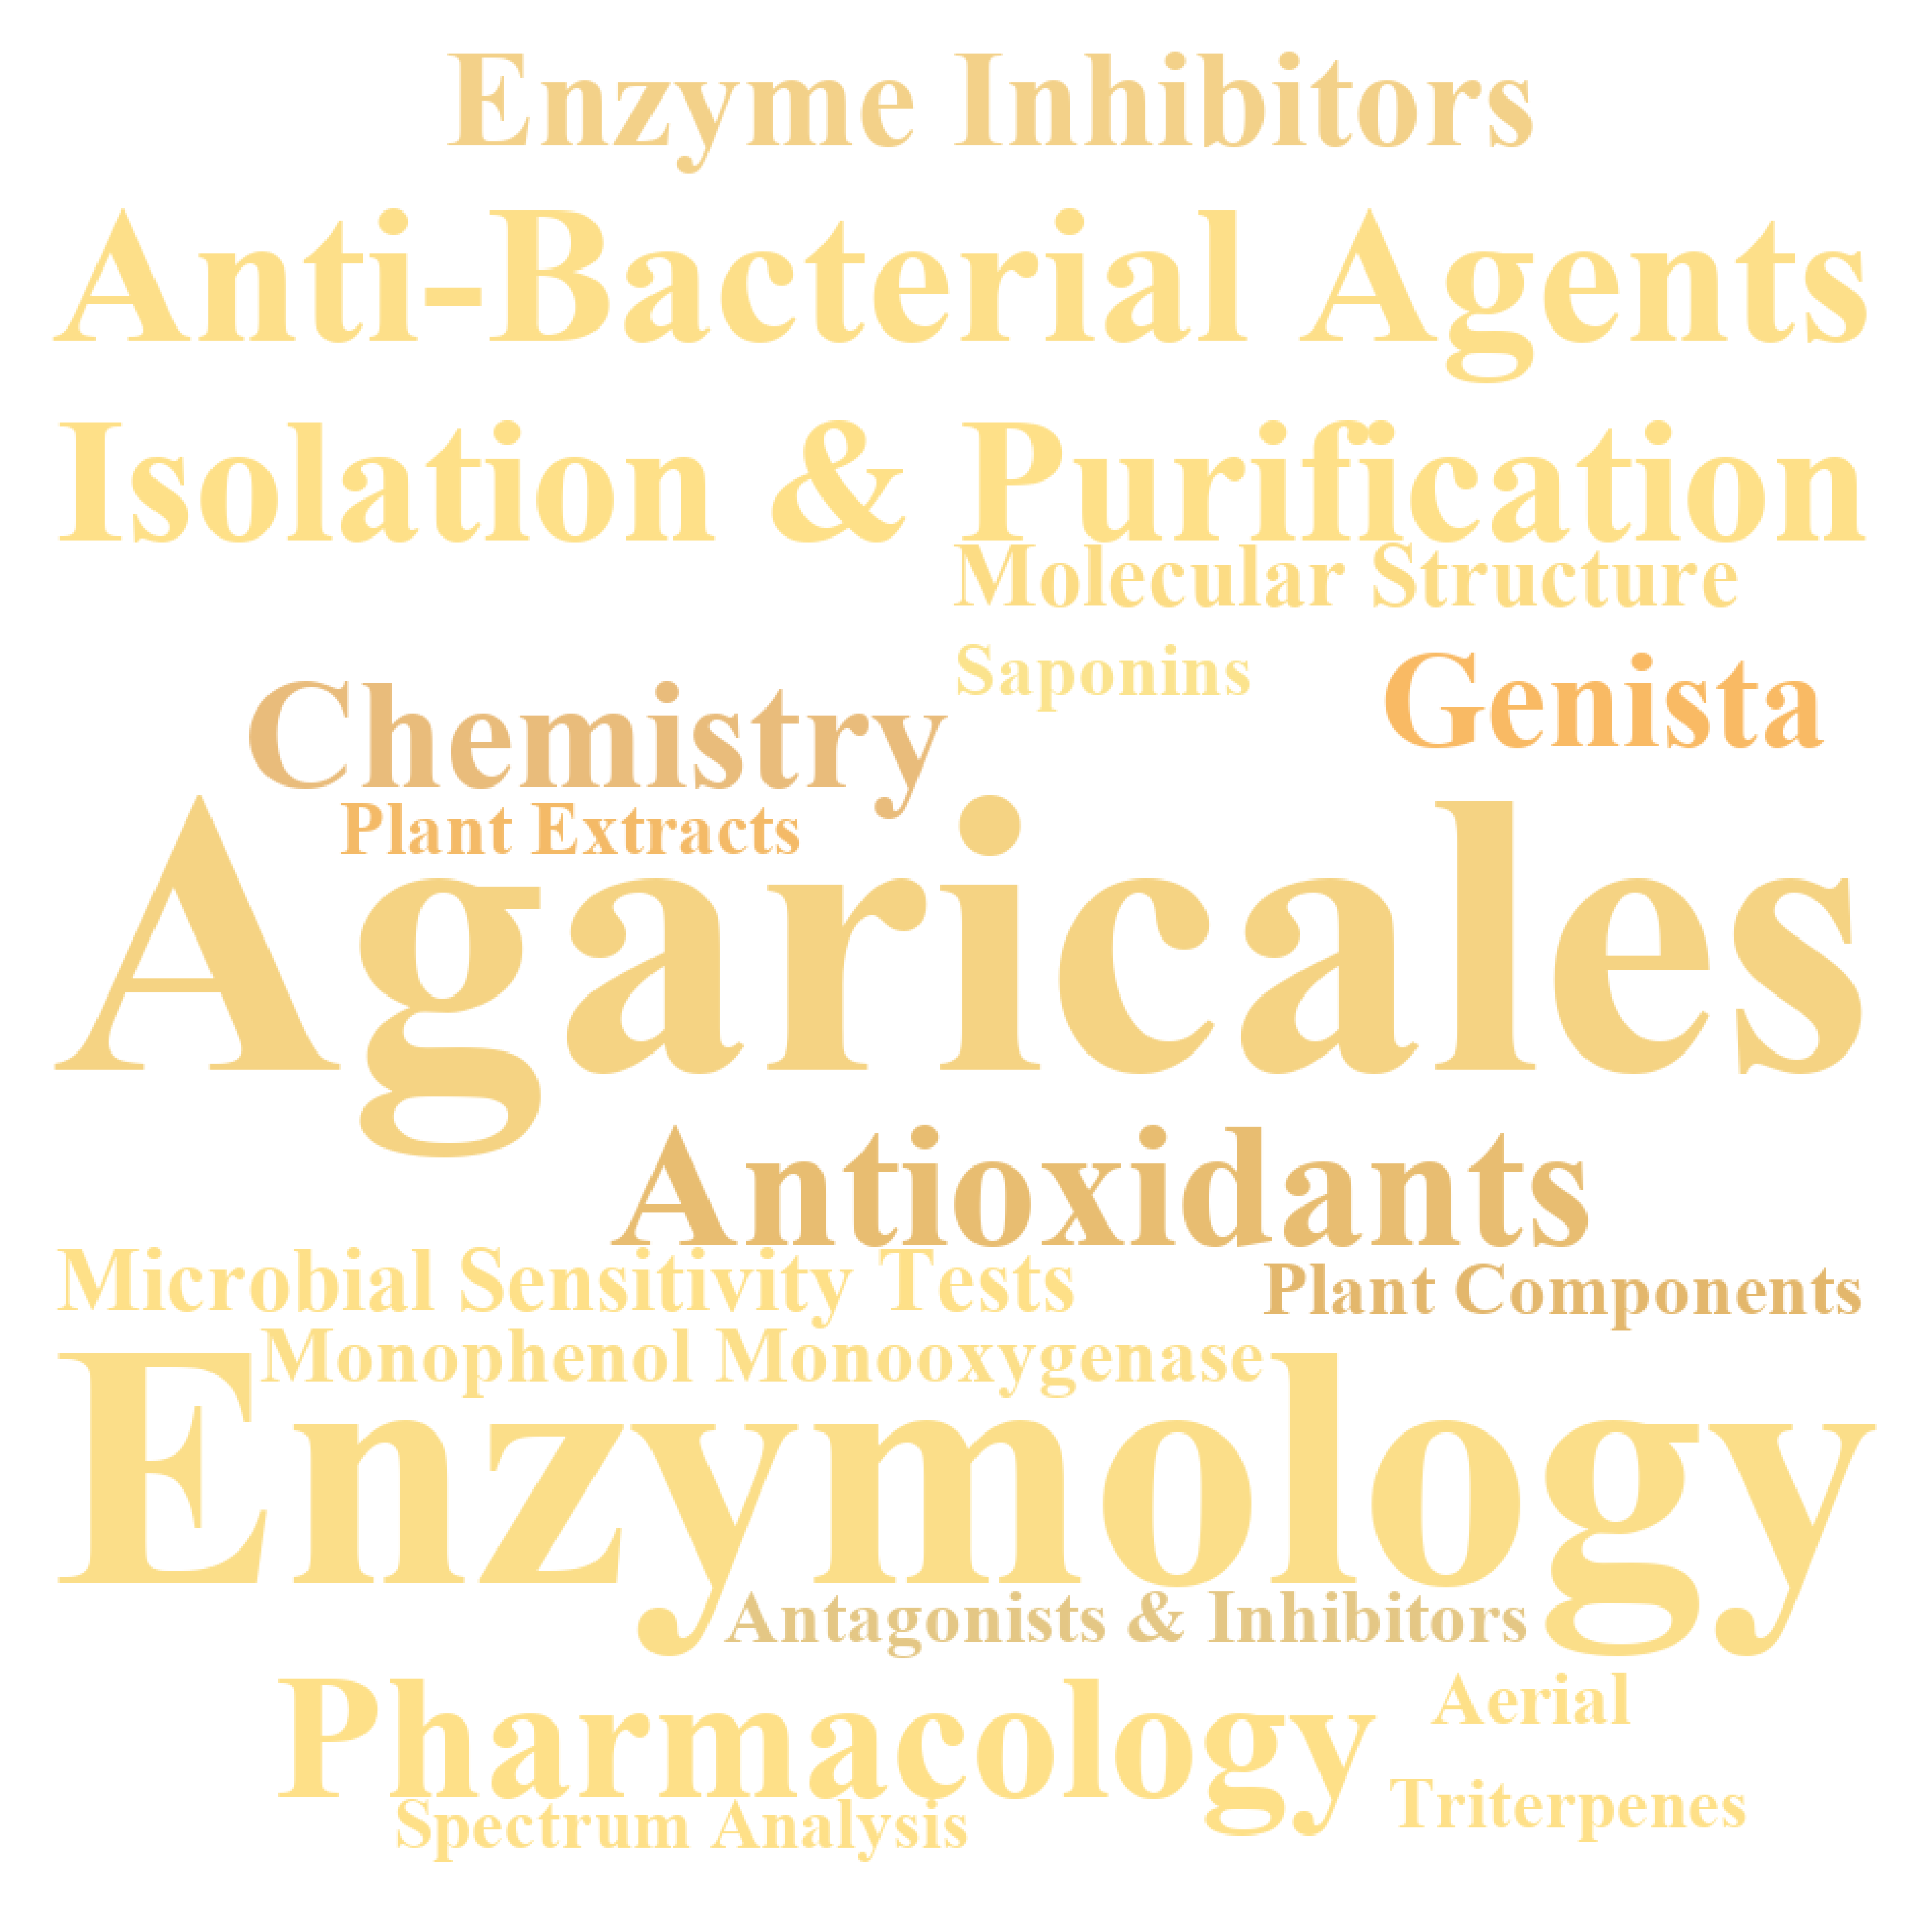 Enzyme Inhibitors
Anti-Bacterial Agents
Isolation & Purification
Molecular Structure
Saponins
Genista
Chemistry
Plant Extracts
Agaricales
Antioxidants
Microbial Sensitivity Tests
Plant Components
Monophenol Monooxygenase
Enzymology
Antagonists & Inhibitors
Pharmacology
Aerial
Triterpenes
Spectrum Analysis